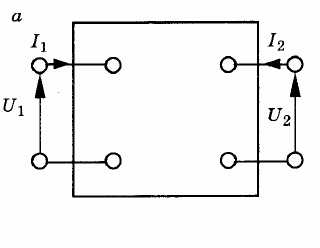 a
I₁ I₂
U₁ U₂